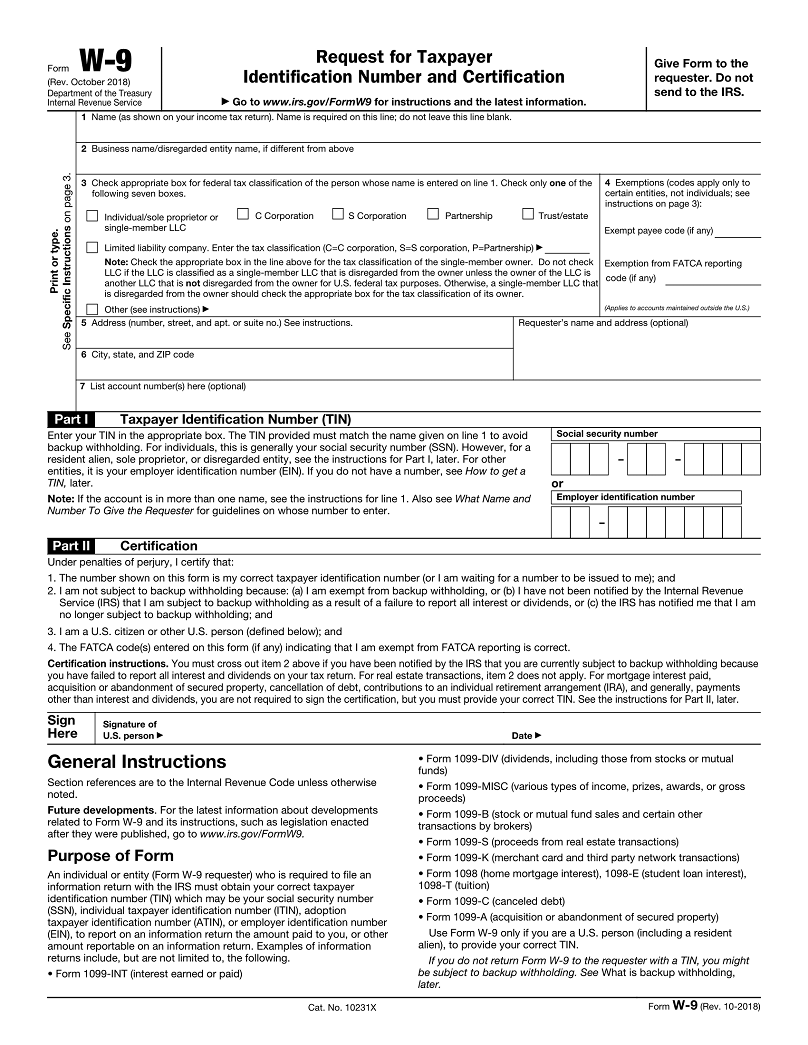 Form W-9
(Rev. October 2018)
Department of the Treasury
Internal Revenue Service
Request for Taxpayer
Identification Number and Certification
▶ Go to www.irs.gov/FormW9 for instructions and the latest information.
Give Form to the
requester. Do not
send to the IRS.
Print or type.
See Specific Instructions on page 3.
1 Name (as shown on your income tax return). Name is required on this line; do not leave this line blank.
2 Business name/disregarded entity name, if different from above
3 Check appropriate box for federal tax classification of the person whose name is entered on line 1. Check only one of the
following seven boxes.
Individual/sole proprietor or
single-member LLC
C Corporation
S Corporation
Partnership
Trust/estate
Limited liability company. Enter the tax classification (C=C corporation, S=S corporation, P=Partnership) ▶
Note: Check the appropriate box in the line above for the tax classification of the single-member owner. Do not check
LLC if the LLC is classified as a single-member LLC that is disregarded from the owner unless the owner of the LLC is
another LLC that is not disregarded from the owner for U.S. federal tax purposes. Otherwise, a single-member LLC that
is disregarded from the owner should check the appropriate box for the tax classification of its owner.
Other (see instructions) ▶
4 Exemptions (codes apply only to
certain entities, not individuals; see
instructions on page 3):
Exempt payee code (if any)
Exemption from FATCA reporting
code (if any)
(Applies to accounts maintained outside the U.S.)
5 Address (number, street, and apt. or suite no.) See instructions.
Requester's name and address (optional)
6 City, state, and ZIP code
7 List account number(s) here (optional)
Part I Taxpayer Identification Number (TIN)
Enter your TIN in the appropriate box. The TIN provided must match the name given on line 1 to avoid
backup withholding. For individuals, this is generally your social security number (SSN). However, for a
resident alien, sole proprietor, or disregarded entity, see the instructions for Part I, later. For other
entities, it is your employer identification number (EIN). If you do not have a number, see How to get a
TIN, later.
Note: If the account is in more than one name, see the instructions for line 1. Also see What Name and
Number To Give the Requester for guidelines on whose number to enter.
Social security number
– –
or
Employer identification number
–
Part II Certification
Under penalties of perjury, I certify that:
1. The number shown on this form is my correct taxpayer identification number (or I am waiting for a number to be issued to me); and
2. I am not subject to backup withholding because: (a) I am exempt from backup withholding, or (b) I have not been notified by the Internal Revenue
Service (IRS) that I am subject to backup withholding as a result of a failure to report all interest or dividends, or (c) the IRS has notified me that I am
no longer subject to backup withholding; and
3. I am a U.S. citizen or other U.S. person (defined below); and
4. The FATCA code(s) entered on this form (if any) indicating that I am exempt from FATCA reporting is correct.
Certification instructions. You must cross out item 2 above if you have been notified by the IRS that you are currently subject to backup withholding because
you have failed to report all interest and dividends on your tax return. For real estate transactions, item 2 does not apply. For mortgage interest paid,
acquisition or abandonment of secured property, cancellation of debt, contributions to an individual retirement arrangement (IRA), and generally, payments
other than interest and dividends, you are not required to sign the certification, but you must provide your correct TIN. See the instructions for Part II, later.
Sign
Here
Signature of
U.S. person ▶
Date ▶
General Instructions
Section references are to the Internal Revenue Code unless otherwise
noted.
Future developments. For the latest information about developments
related to Form W-9 and its instructions, such as legislation enacted
after they were published, go to www.irs.gov/FormW9.
Purpose of Form
An individual or entity (Form W-9 requester) who is required to file an
information return with the IRS must obtain your correct taxpayer
identification number (TIN) which may be your social security number
(SSN), individual taxpayer identification number (ITIN), adoption
taxpayer identification number (ATIN), or employer identification number
(EIN), to report on an information return the amount paid to you, or other
amount reportable on an information return. Examples of information
returns include, but are not limited to, the following.
• Form 1099-INT (interest earned or paid)
• Form 1099-DIV (dividends, including those from stocks or mutual
funds)
• Form 1099-MISC (various types of income, prizes, awards, or gross
proceeds)
• Form 1099-B (stock or mutual fund sales and certain other
transactions by brokers)
• Form 1099-S (proceeds from real estate transactions)
• Form 1099-K (merchant card and third party network transactions)
• Form 1098 (home mortgage interest), 1098-E (student loan interest),
1098-T (tuition)
• Form 1099-C (canceled debt)
• Form 1099-A (acquisition or abandonment of secured property)
Use Form W-9 only if you are a U.S. person (including a resident
alien), to provide your correct TIN.
If you do not return Form W-9 to the requester with a TIN, you might
be subject to backup withholding. See What is backup withholding,
later.
Cat. No. 10231X
Form W-9 (Rev. 10-2018)